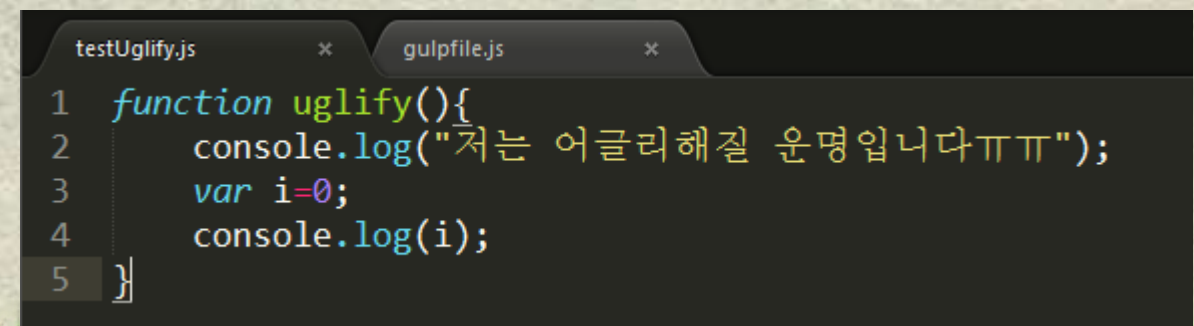 testUglify.js × gulpfile.js ×
1 function uglify(){
2 console.log("저는 어글리해질 운명입니다ㅠㅠ");
3 var i=0;
4 console.log(i);
5 }